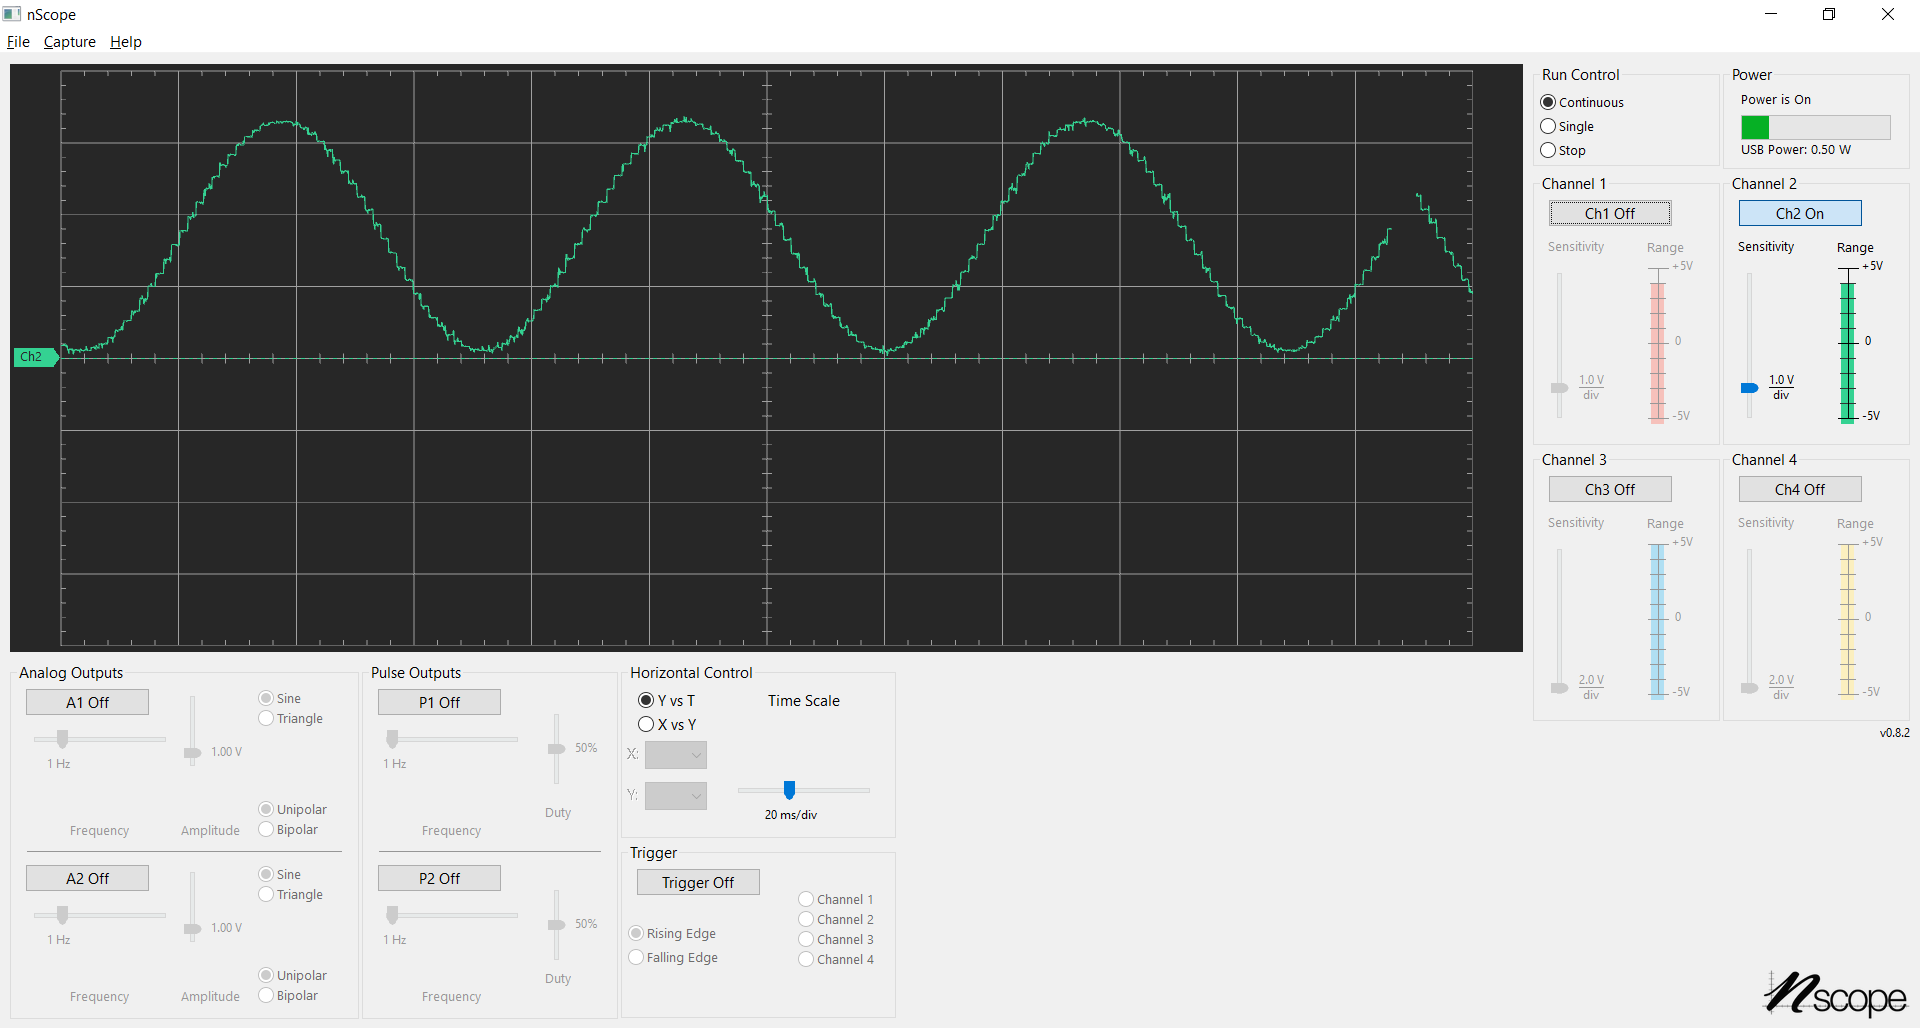 nScope
File Capture Help
Ch2
Run Control
Continuous
Single
Stop
Power
Power is On
USB Power: 0.50 W
Channel 1
Ch1 Off
Sensitivity Range
+5V
0
-5V
1.0 V
div
Channel 2
Ch2 On
Sensitivity Range
+5V
0
-5V
1.0 V
div
Channel 3
Ch3 Off
Sensitivity Range
+5V
0
-5V
2.0 V
div
Channel 4
Ch4 Off
Sensitivity Range
+5V
0
-5V
2.0 V
div
v0.8.2
Analog Outputs
A1 Off
Sine
Triangle
1.00 V
1 Hz
Unipolar
Bipolar
Frequency Amplitude
A2 Off
Sine
Triangle
1.00 V
1 Hz
Unipolar
Bipolar
Frequency Amplitude
Pulse Outputs
P1 Off
50%
1 Hz
Duty
Frequency
P2 Off
50%
1 Hz
Duty
Frequency
Horizontal Control
Y vs T
X vs Y
Time Scale
X:
Y:
20 ms/div
Trigger
Trigger Off
Rising Edge
Falling Edge
Channel 1
Channel 2
Channel 3
Channel 4
nscope